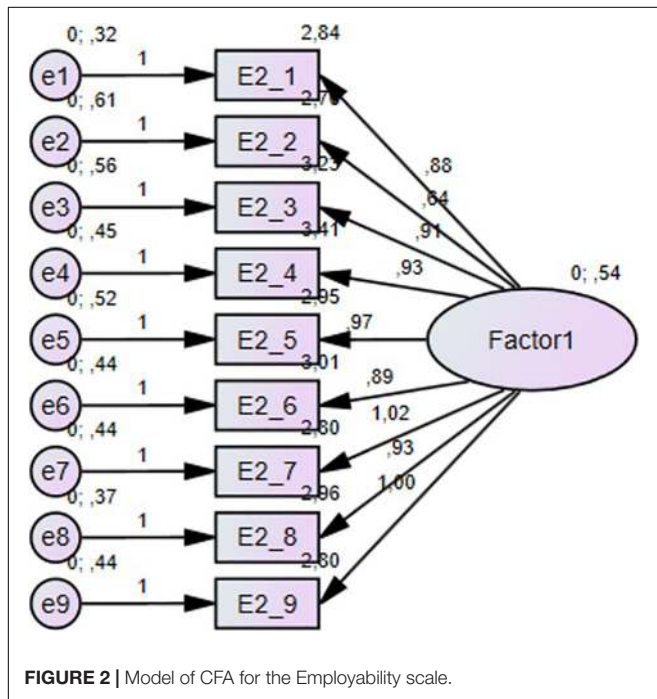 0; ,32
2,84
e1
1
E2_1
0; ,61
e2
1
E2_2
,88
0; ,56
3,23
e3
1
E2_3
,64
0; ,45
3,41
,91
e4
1
E2_4
,93
0; ,54
0; ,52
2,95
e5
1
E2_5
,97
Factor1
0; ,44
3,01
e6
1
E2_6
,89
0; ,44
2,80
1,02
e7
1
E2_7
,93
0; ,37
2,96
1,00
e8
1
E2_8
0; ,44
2,80
e9
1
E2_9
FIGURE 2 | Model of CFA for the Employability scale.